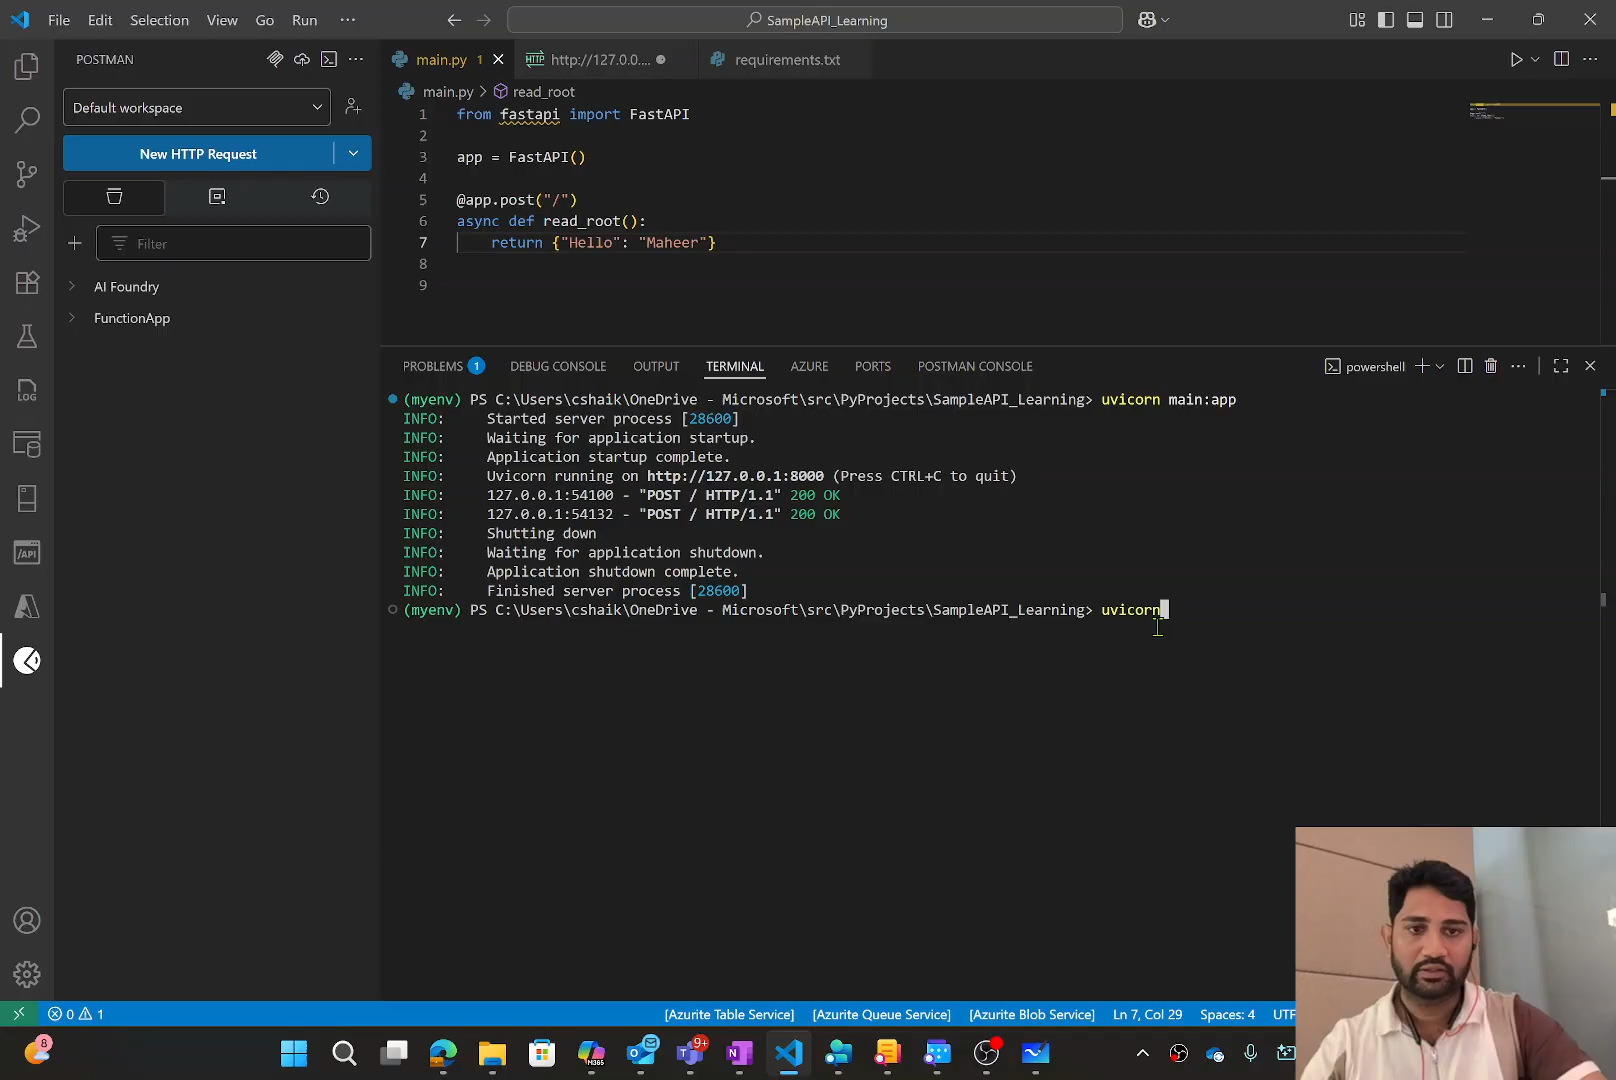 File Edit Selection View Go Run ··· SampleAPI_Learning
POSTMAN
Default workspace
New HTTP Request
Filter
AI Foundry
FunctionApp
main.py 1 HTTP http://127.0.0.... requirements.txt
main.py > read_root
1 from fastapi import FastAPI
2
3 app = FastAPI()
4
5 @app.post("/")
6 async def read_root():
7 return {"Hello": "Maheer"}
8
9
PROBLEMS 1 DEBUG CONSOLE OUTPUT TERMINAL AZURE PORTS POSTMAN CONSOLE powershell
(myenv) PS C:\Users\cshaik\OneDrive - Microsoft\src\PyProjects\SampleAPI_Learning> uvicorn main:app
INFO: Started server process [28600]
INFO: Waiting for application startup.
INFO: Application startup complete.
INFO: Uvicorn running on http://127.0.0.1:8000 (Press CTRL+C to quit)
INFO: 127.0.0.1:54100 - "POST / HTTP/1.1" 200 OK
INFO: 127.0.0.1:54132 - "POST / HTTP/1.1" 200 OK
INFO: Shutting down
INFO: Waiting for application shutdown.
INFO: Application shutdown complete.
INFO: Finished server process [28600]
(myenv) PS C:\Users\cshaik\OneDrive - Microsoft\src\PyProjects\SampleAPI_Learning> uvicorn
LOG
/API
0 1 [Azurite Table Service] [Azurite Queue Service] [Azurite Blob Service] Ln 7, Col 29 Spaces: 4 UTF
8 M365 9+